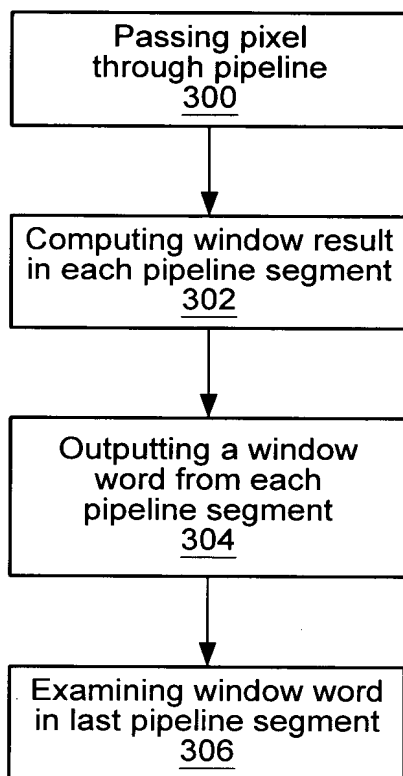 Passing pixel
through pipeline
300
Computing window result
in each pipeline segment
302
Outputting a window
word from each
pipeline segment
304
Examining window word
in last pipeline segment
306